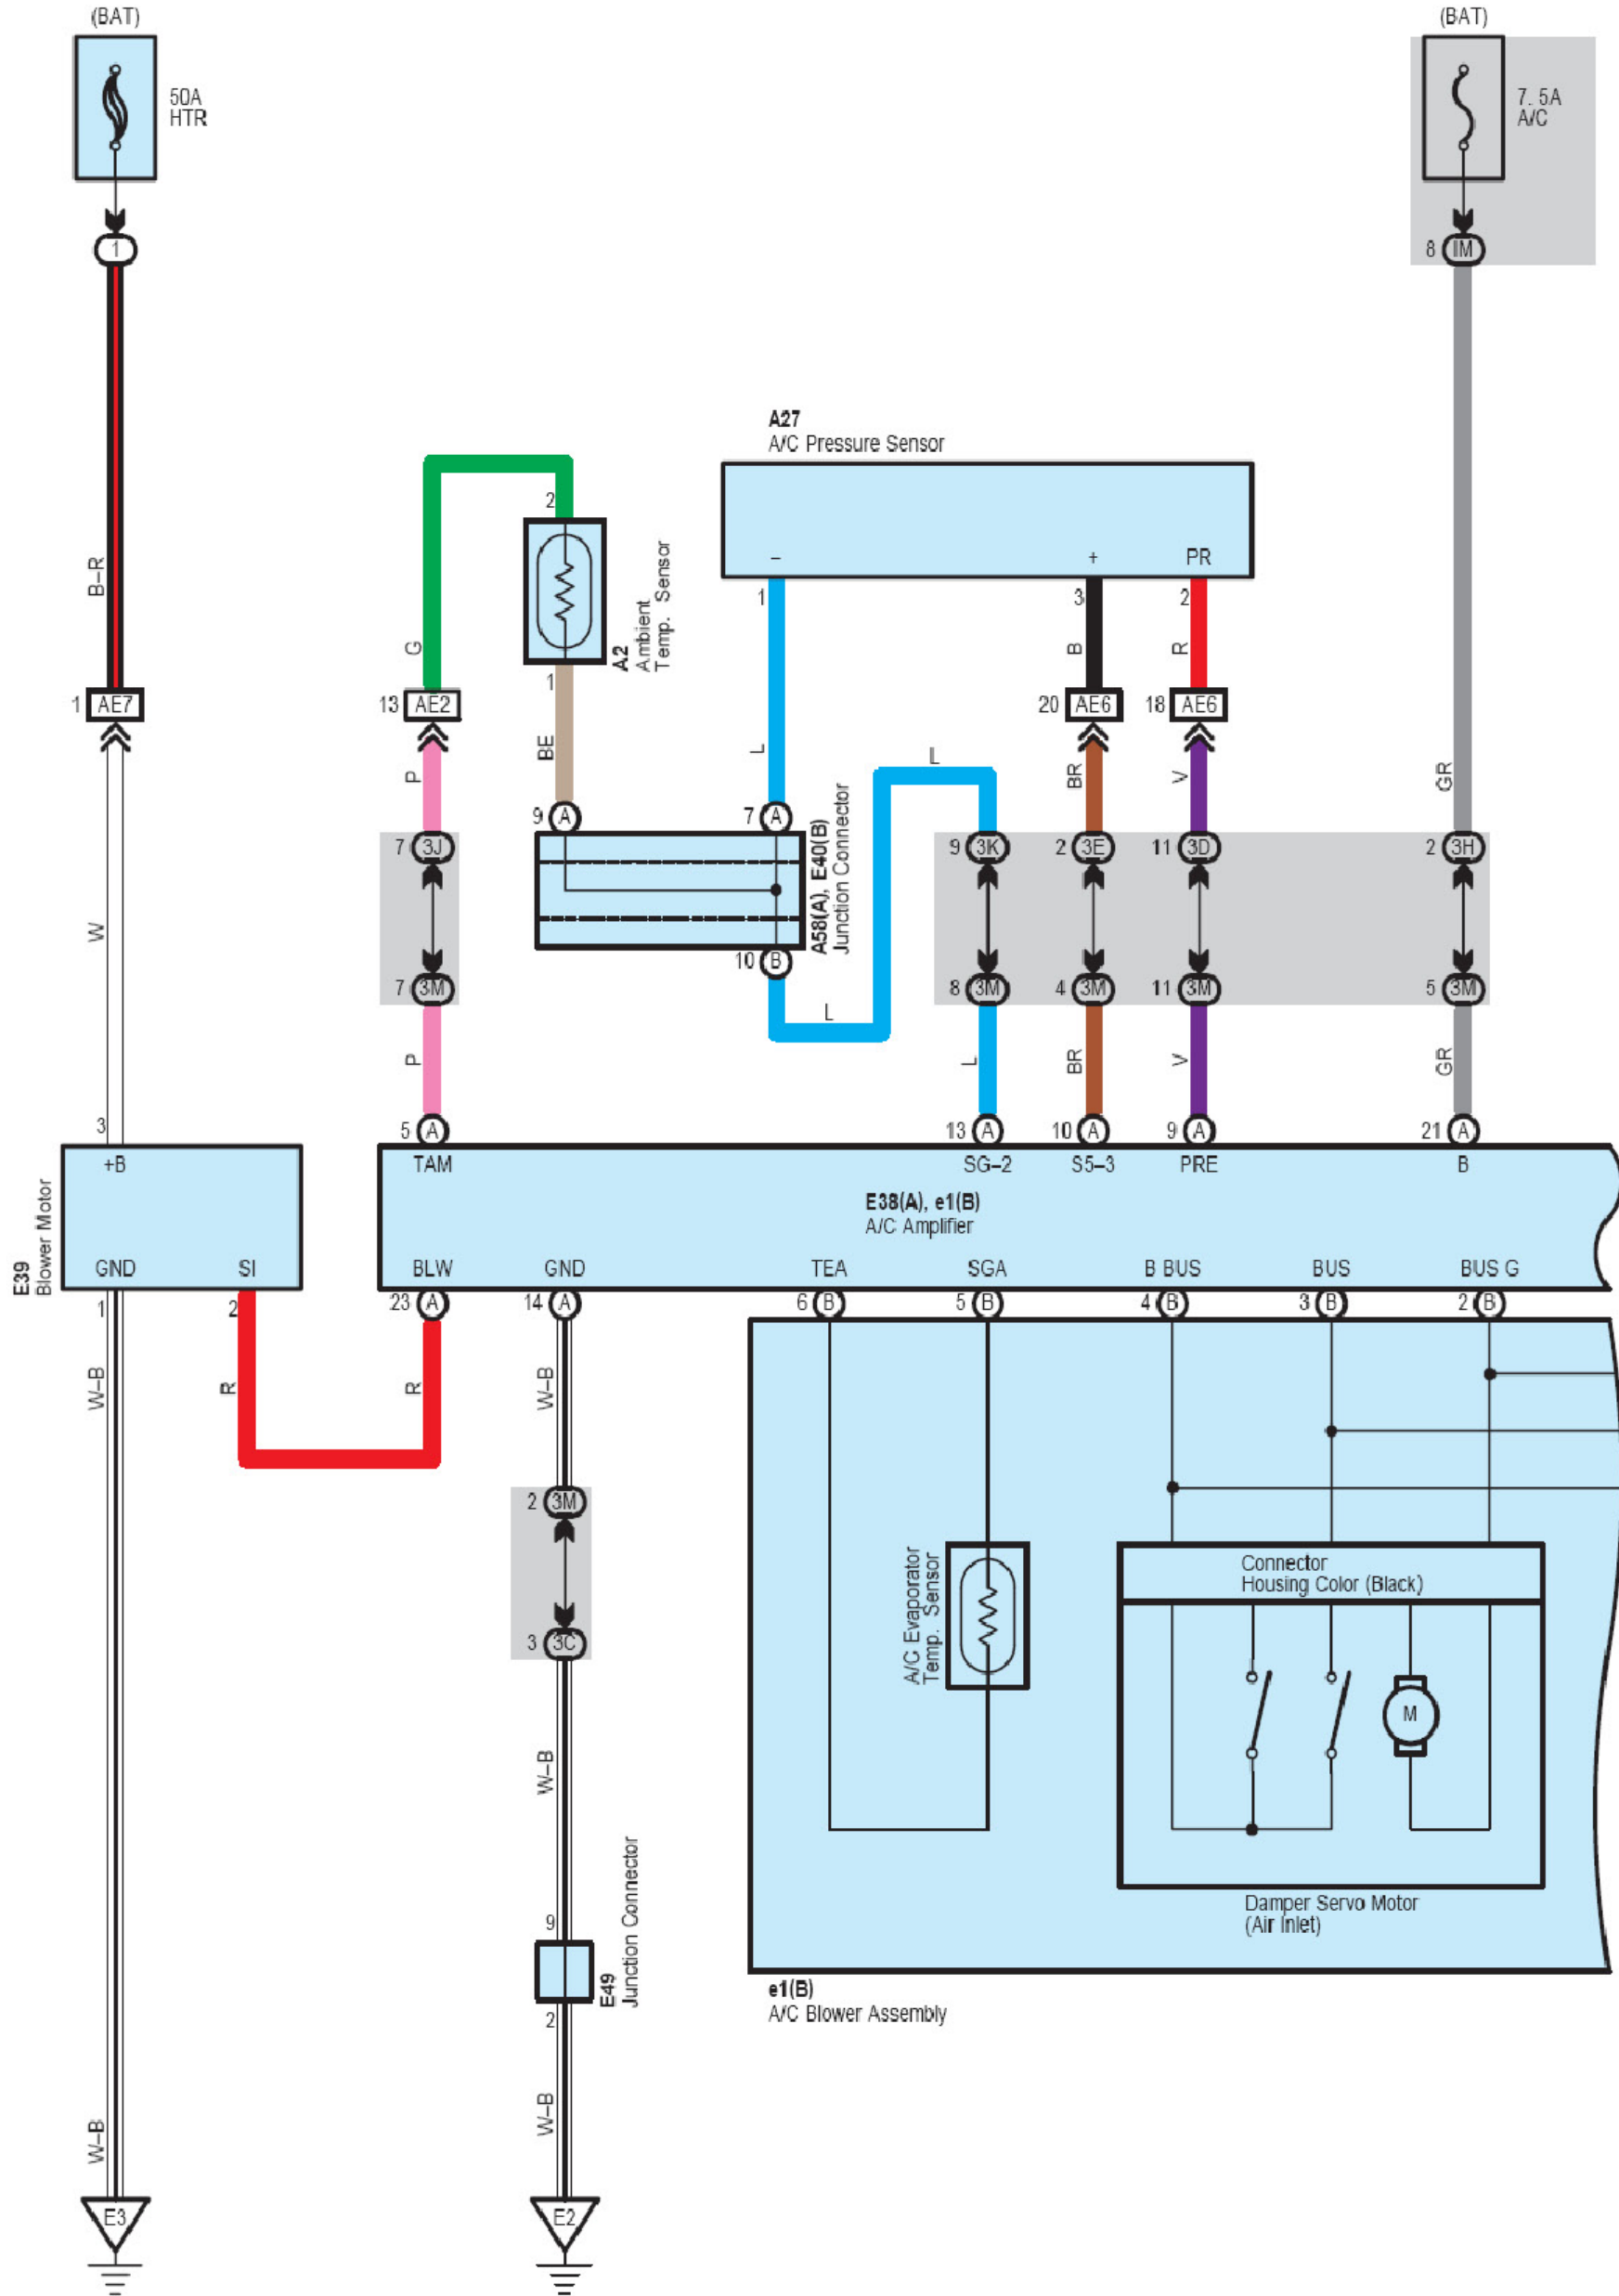 (BAT)
(BAT)
50A
HTR
7. 5A
A/C
1
8 IM
A27
A/C Pressure Sensor
2
A2
Ambient
Temp. Sensor
– + PR
1 3 2
B–R
G
B
R
1
1 AE7
13 AE2
20 AE6
18 AE6
P
BE
L
L
BR
V
GR
9 A
7 A
A58(A), E40(B)
Junction Connector
7 3J
9 3K
2 3E
11 3D
2 3H
W
10 B
7 3M
8 3M
4 3M
11 3M
5 3M
L
P
L
BR
V
GR
3
5 A
13 A
10 A
9 A
21 A
+B
TAM
SG–2
S5–3
PRE
B
E39
Blower Motor
E38(A), e1(B)
A/C Amplifier
GND
SI
BLW
GND
TEA
SGA
B BUS
BUS
BUS G
1
2
23 A
14 A
6 B
5 B
4 B
3 B
2 B
W–B
R
R
W–B
2 3M
3 3C
A/C Evaporator
Temp. Sensor
Connector
Housing Color (Black)
M
W–B
Damper Servo Motor
(Air Inlet)
9
E49
Junction Connector
2
e1(B)
A/C Blower Assembly
W–B
W–B
E3
E2